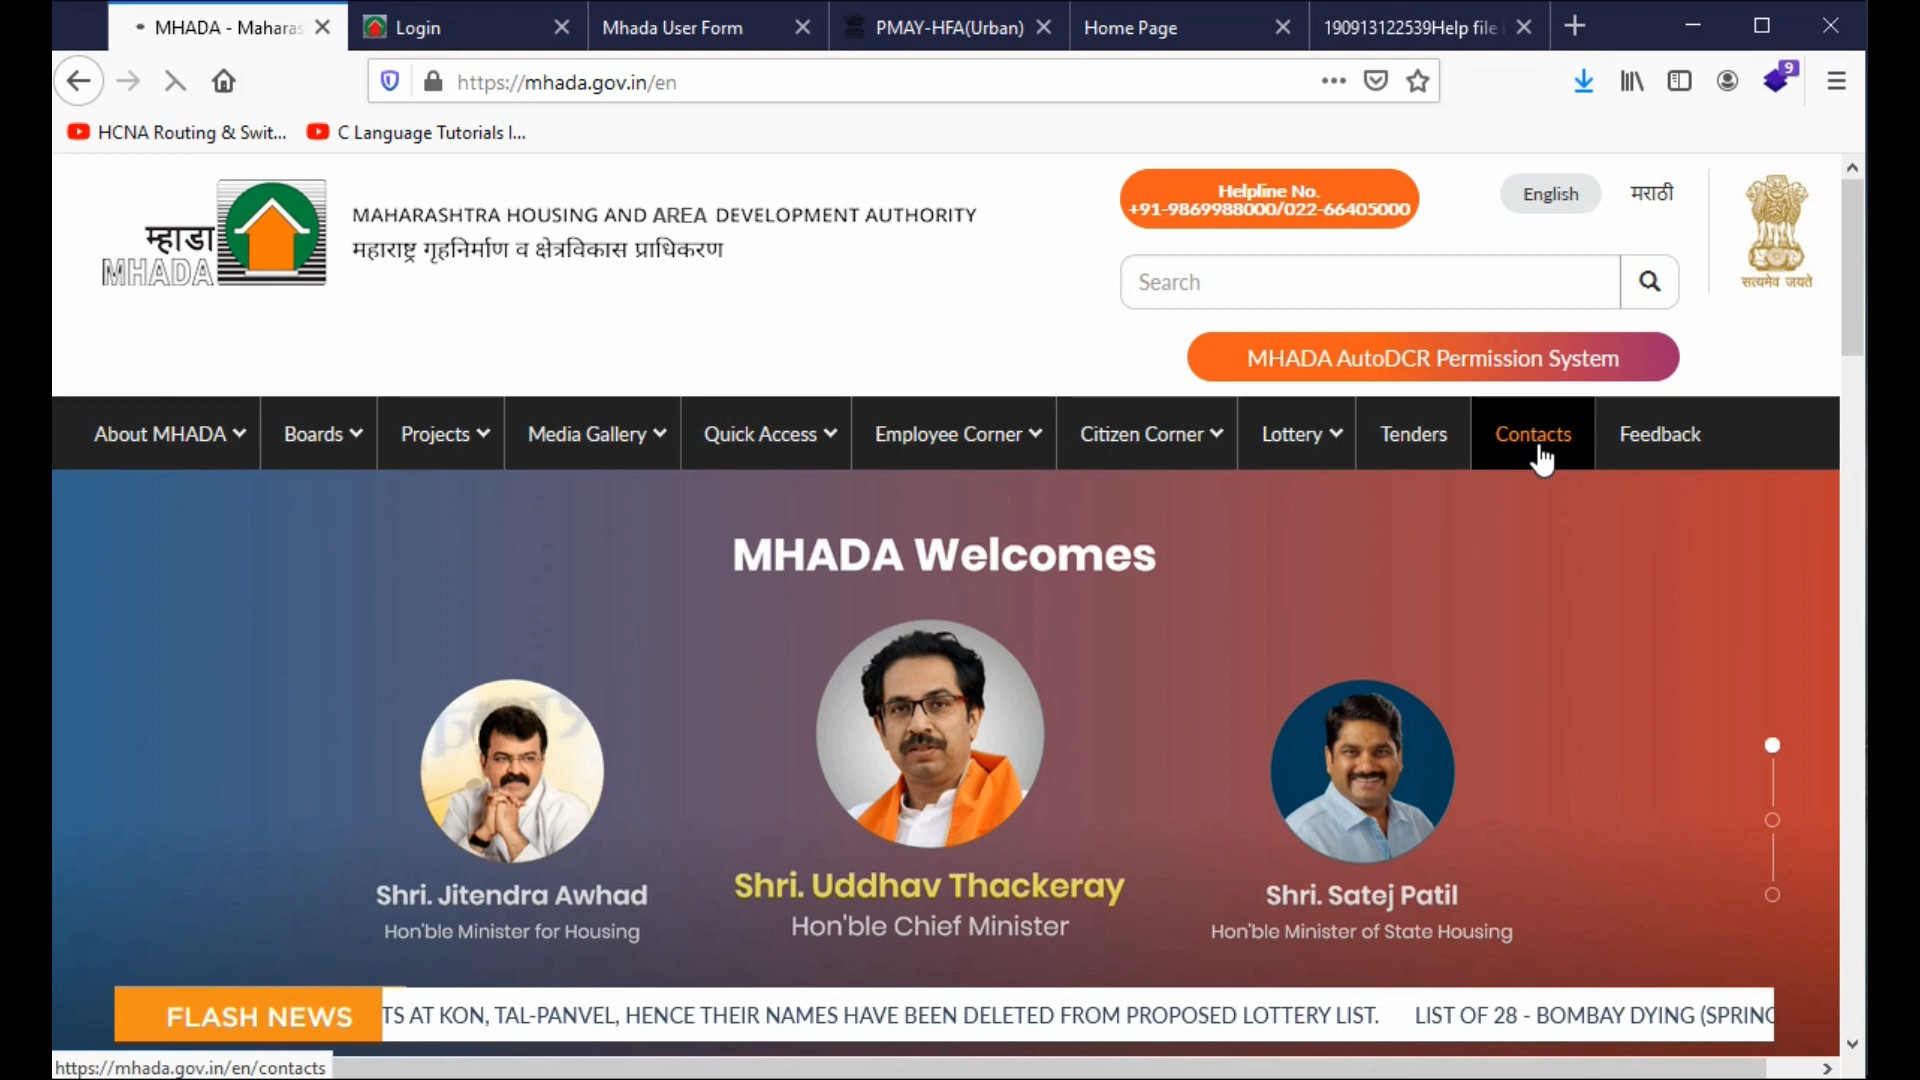 MHADA - Maharas
Login
Mhada User Form
PMAY-HFA(Urban)
Home Page
190913122539Help file
https://mhada.gov.in/en
9
HCNA Routing & Swit...
C Language Tutorials I...
म्हाडा
MHADA
MAHARASHTRA HOUSING AND AREA DEVELOPMENT AUTHORITY
महाराष्ट्र गृहनिर्माण व क्षेत्रविकास प्राधिकरण
Helpline No.
+91-9869988000/022-66405000
English
मराठी
Search
सत्यमेव जयते
MHADA AutoDCR Permission System
About MHADA
Boards
Projects
Media Gallery
Quick Access
Employee Corner
Citizen Corner
Lottery
Tenders
Contacts
Feedback
MHADA Welcomes
Shri. Jitendra Awhad
Hon'ble Minister for Housing
Shri. Uddhav Thackeray
Hon'ble Chief Minister
Shri. Satej Patil
Hon'ble Minister of State Housing
FLASH NEWS
TS AT KON, TAL-PANVEL, HENCE THEIR NAMES HAVE BEEN DELETED FROM PROPOSED LOTTERY LIST. LIST OF 28 - BOMBAY DYING (SPRING
https://mhada.gov.in/en/contacts